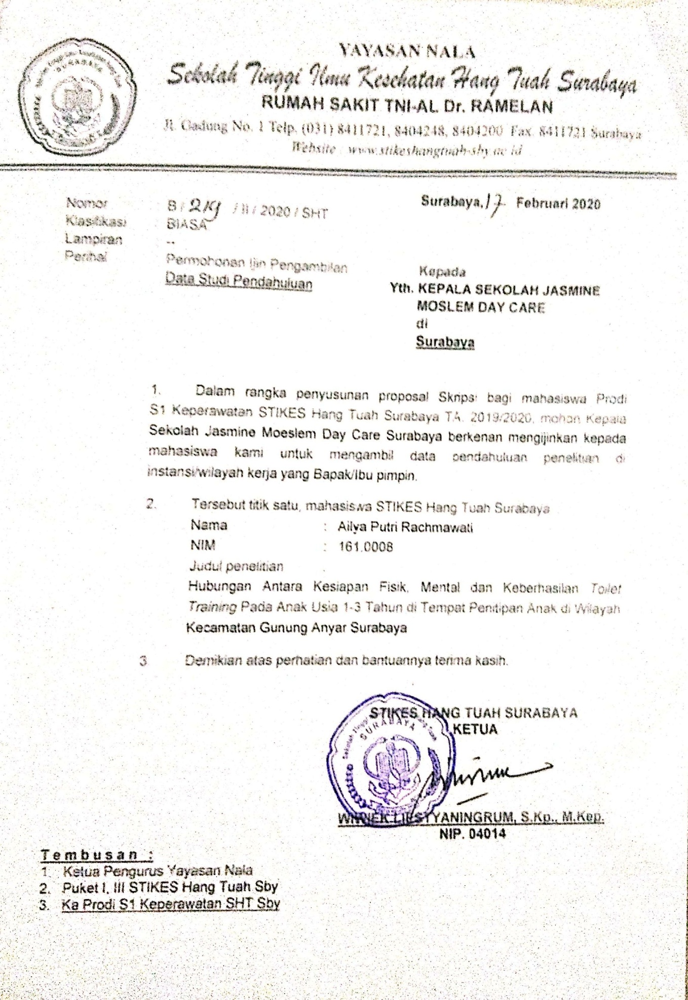 YAYASAN NALA
Sekolah Tinggi Ilmu Kesehatan Hang Tuah Surabaya
RUMAH SAKIT TNI-AL Dr. RAMELAN
Jl. Gadung No. 1 Telp. (031) 8411721, 8404248, 8404200 Fax. 8411721 Surabaya
Website : www.stikeshangtuah-sby.ac.id
SURABAYA
Surabaya, 17 Februari 2020
Nomor : B / 219 / II / 2020 / SHT
Klasifikasi : BIASA
Lampiran : --
Perihal : Permohonan Ijin Pengambilan
Data Studi Pendahuluan
Kepada
Yth. KEPALA SEKOLAH JASMINE
MOSLEM DAY CARE
di
Surabaya
1. Dalam rangka penyusunan proposal Skripsi bagi mahasiswa Prodi
S1 Keperawatan STIKES Hang Tuah Surabaya TA. 2019/2020, mohon Kepala
Sekolah Jasmine Moeslem Day Care Surabaya berkenan mengijinkan kepada
mahasiswa kami untuk mengambil data pendahuluan penelitian di
instansi/wilayah kerja yang Bapak/Ibu pimpin.
2. Tersebut titik satu, mahasiswa STIKES Hang Tuah Surabaya
Nama : Ailya Putri Rachmawati
NIM : 161.0008
Judul penelitian :
Hubungan Antara Kesiapan Fisik, Mental dan Keberhasilan Toilet
Training Pada Anak Usia 1-3 Tahun di Tempat Penitipan Anak di Wilayah
Kecamatan Gunung Anyar Surabaya
3 Demikian atas perhatian dan bantuannya terima kasih.
STIKES HANG TUAH SURABAYA
KETUA
SURABAYA
WIWIEK LIESTYANINGRUM, S.Kp., M.Kep.
NIP. 04014
Tembusan :
1. Ketua Pengurus Yayasan Nala
2. Puket I, III STIKES Hang Tuah Sby
3. Ka Prodi S1 Keperawatan SHT Sby